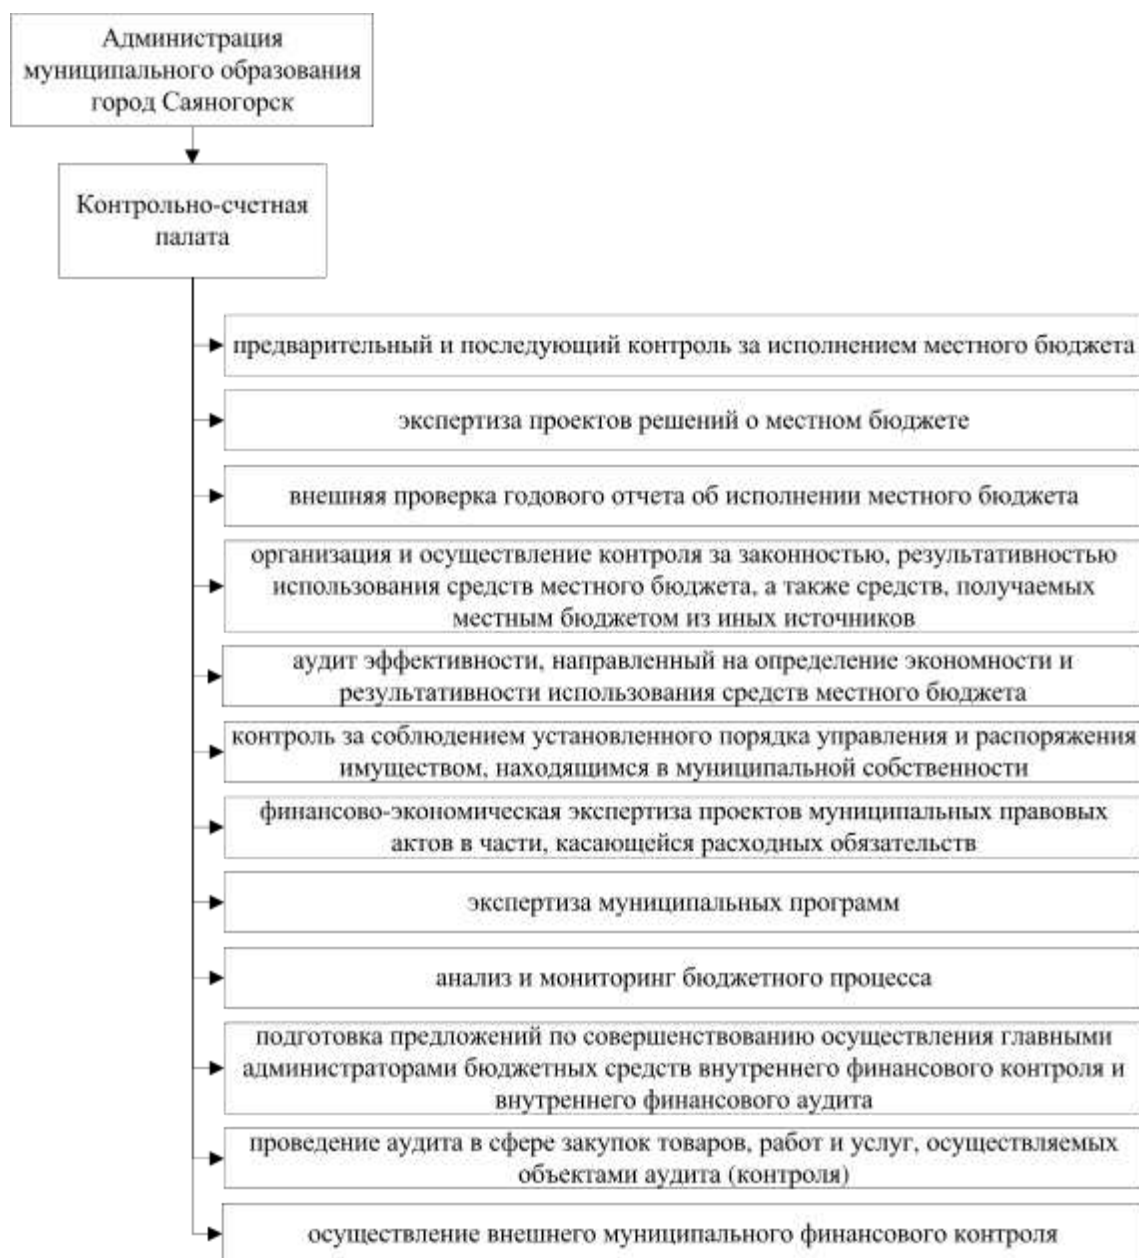 Администрация
муниципального образования
город Саяногорск
Контрольно-счетная
палата
предварительный и последующий контроль за исполнением местного бюджета
экспертиза проектов решений о местном бюджете
внешняя проверка годового отчета об исполнении местного бюджета
организация и осуществление контроля за законностью, результативностью
использования средств местного бюджета, а также средств, получаемых
местным бюджетом из иных источников
аудит эффективности, направленный на определение экономности и
результативности использования средств местного бюджета
контроль за соблюдением установленного порядка управления и распоряжения
имуществом, находящимся в муниципальной собственности
финансово-экономическая экспертиза проектов муниципальных правовых
актов в части, касающейся расходных обязательств
экспертиза муниципальных программ
анализ и мониторинг бюджетного процесса
подготовка предложений по совершенствованию осуществления главными
администраторами бюджетных средств внутреннего финансового контроля и
внутреннего финансового аудита
проведение аудита в сфере закупок товаров, работ и услуг, осуществляемых
объектами аудита (контроля)
осуществление внешнего муниципального финансового контроля